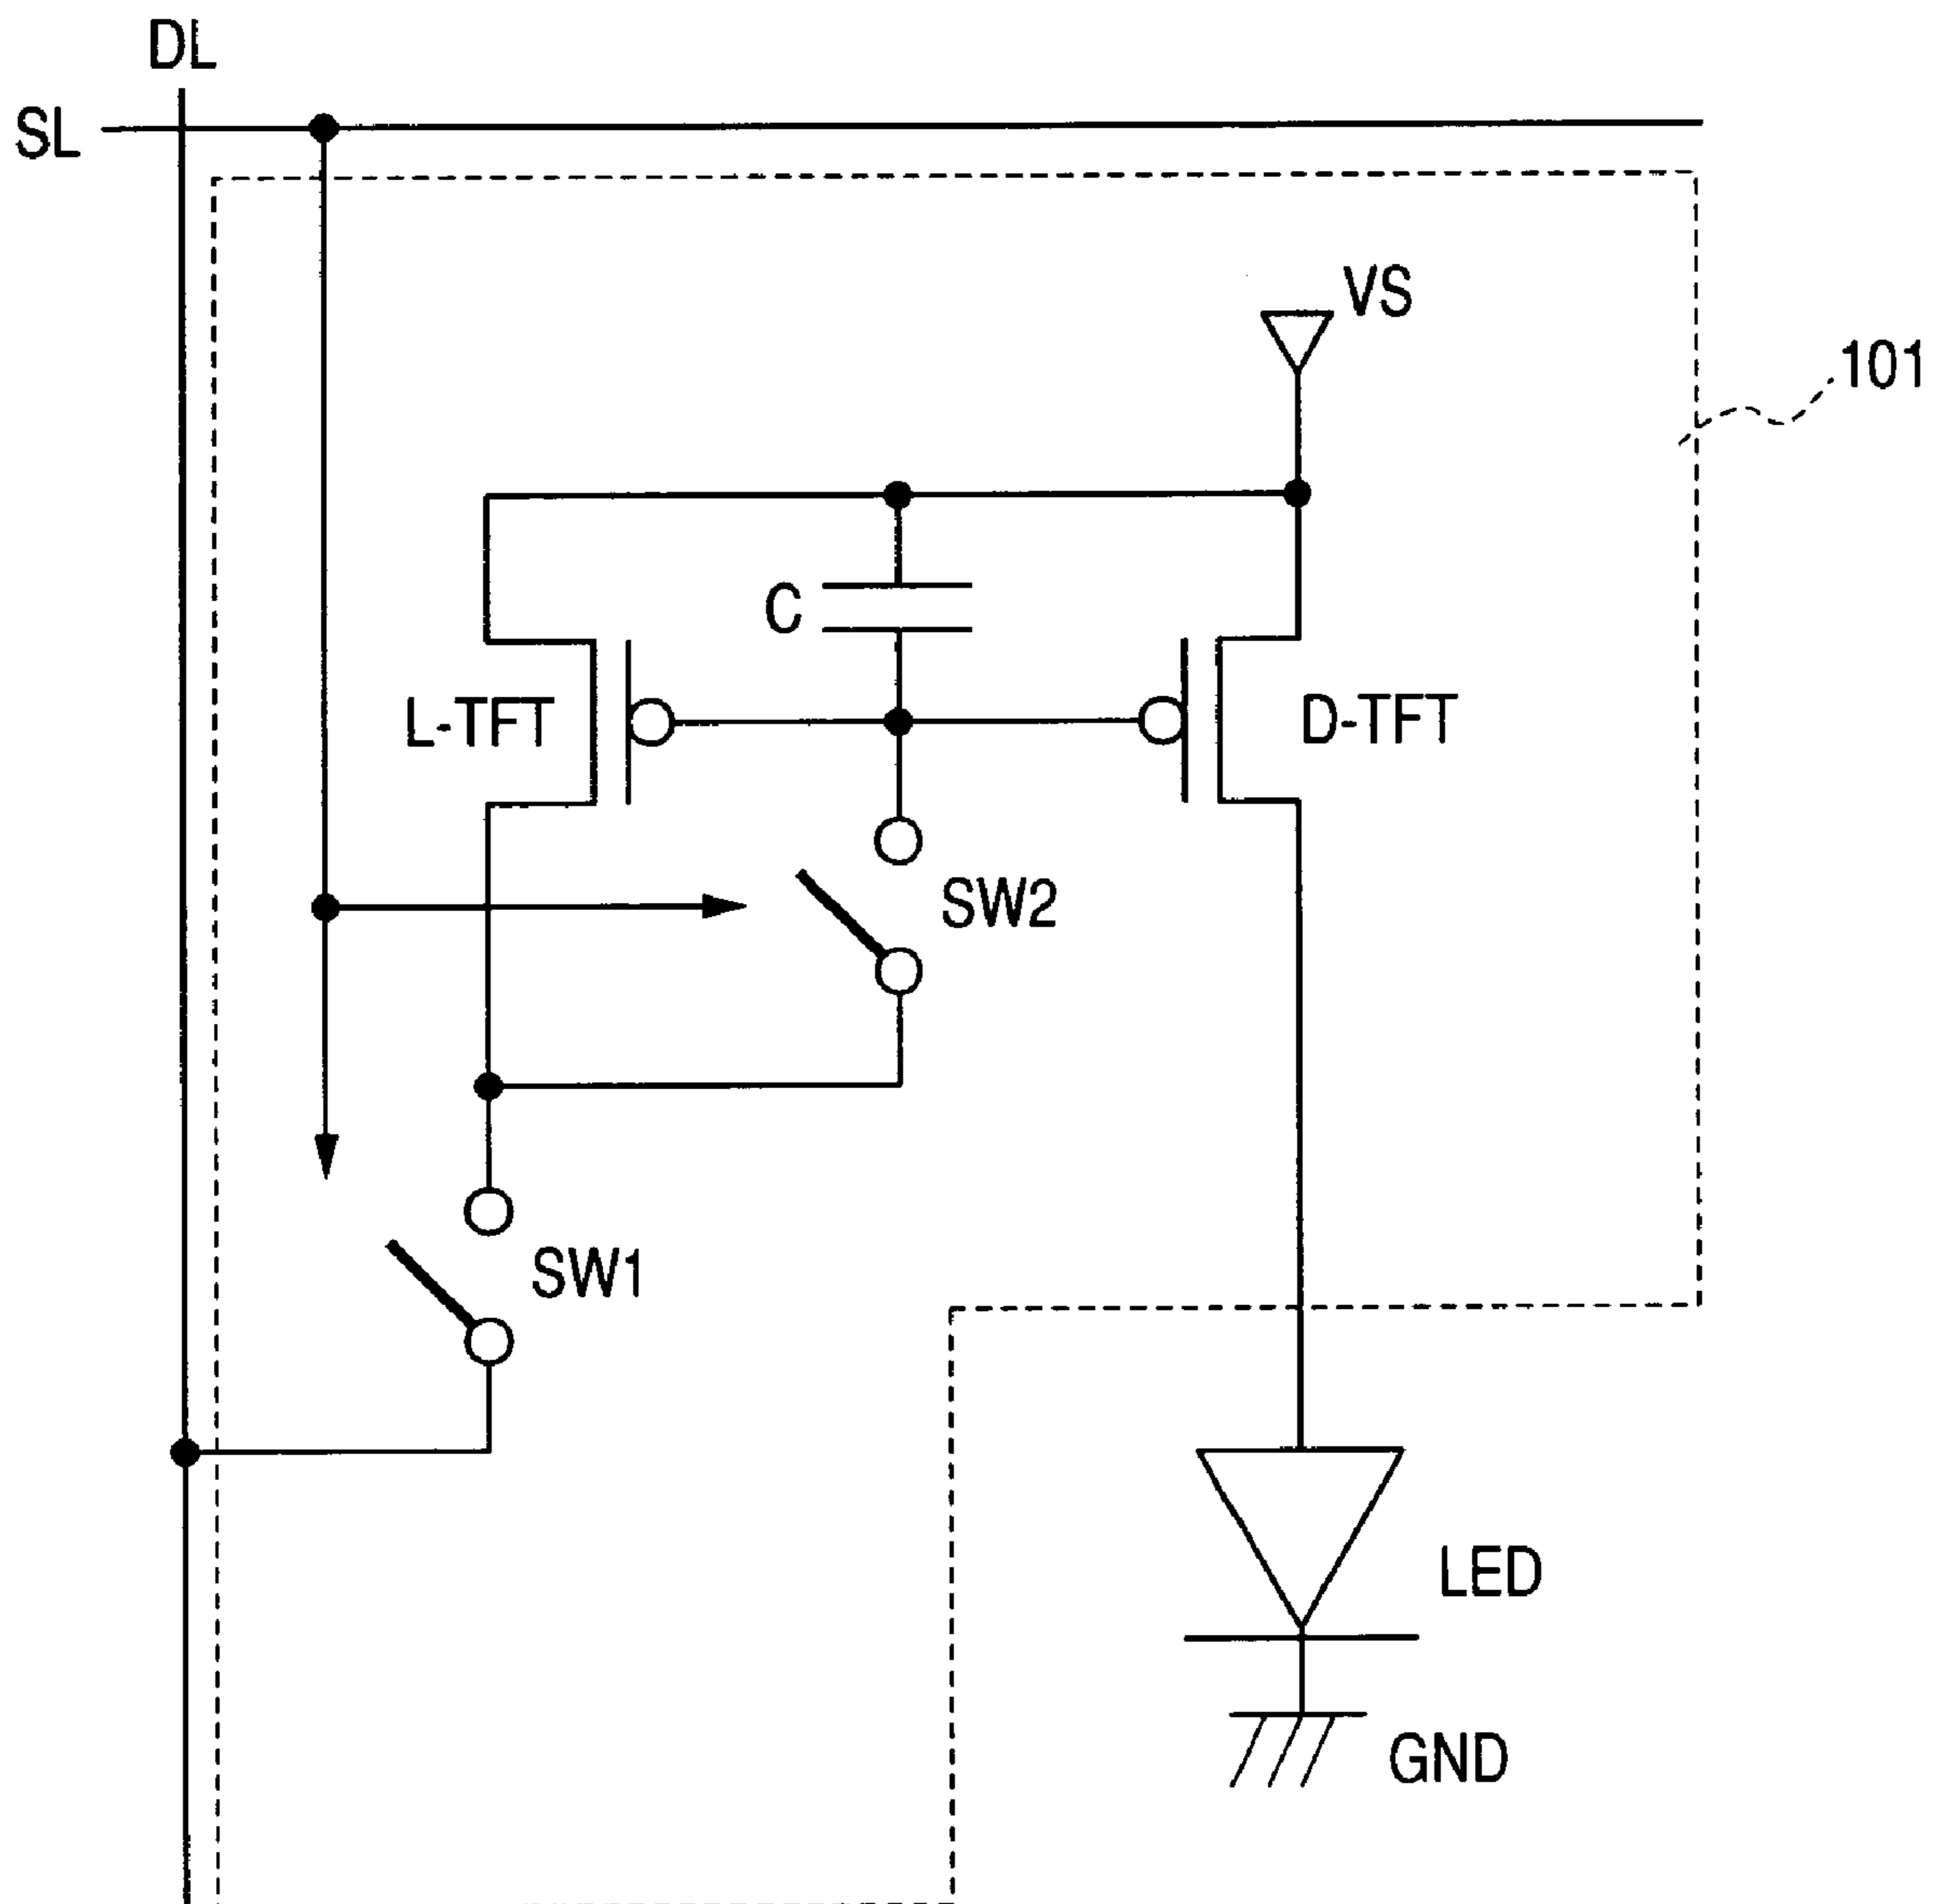 DL
SL
VS
101
C
L-TFT
D-TFT
SW2
SW1
LED
GND